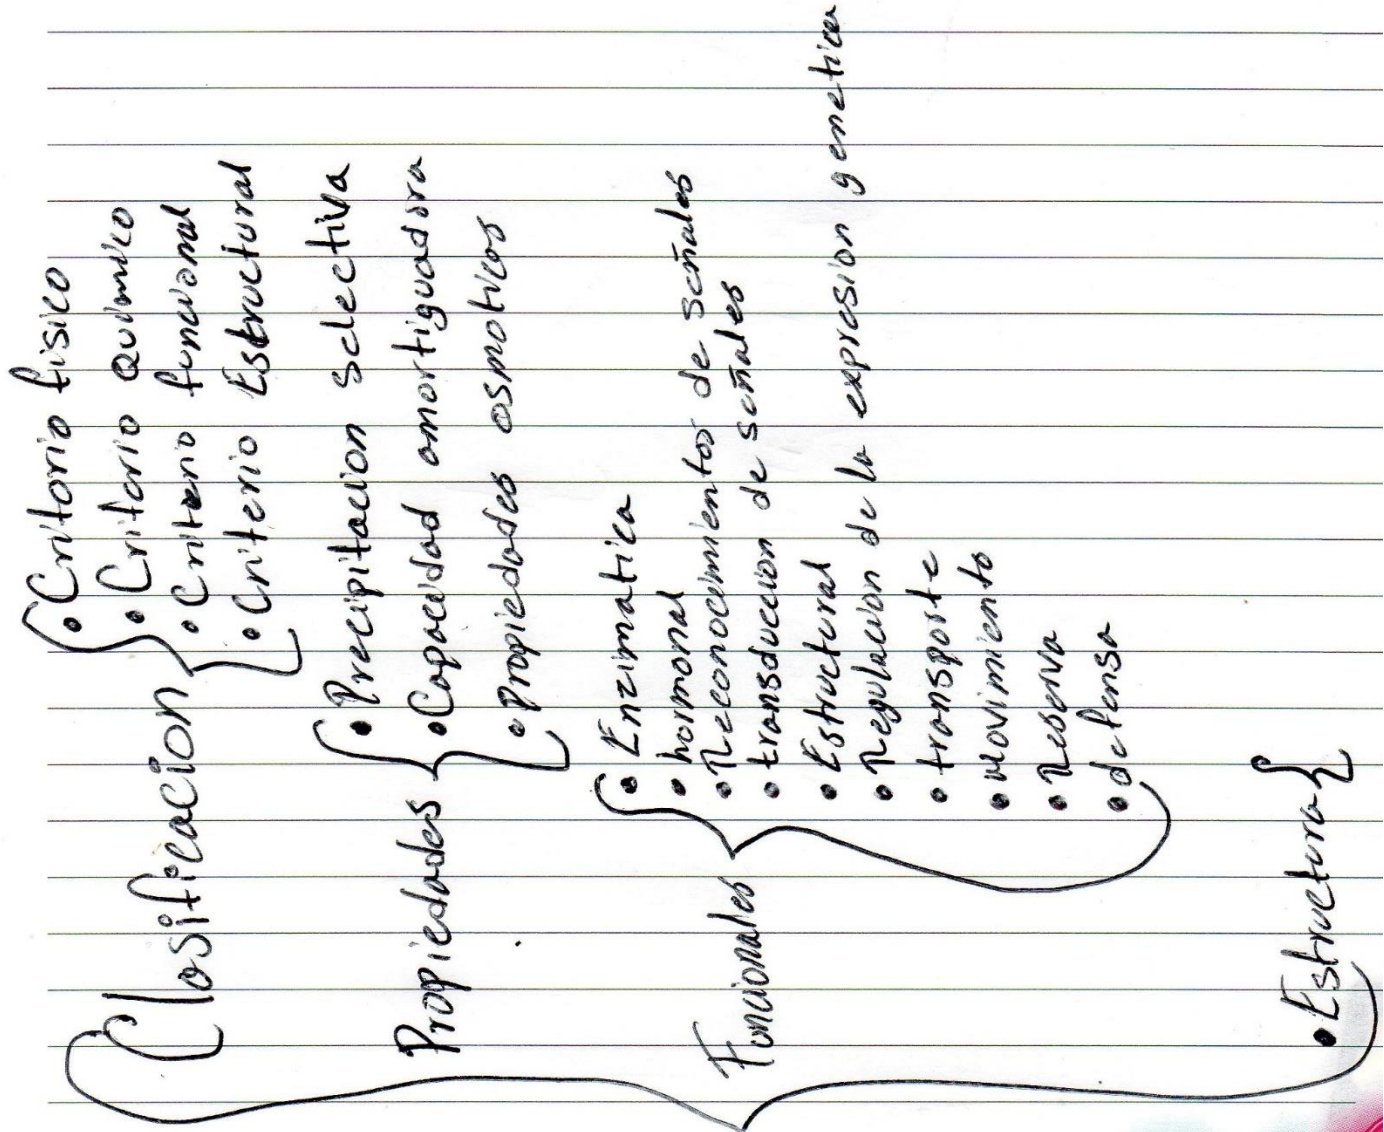 Clasificacion
• Criterio fisico
• Criterio Quimico
• Criterio funcional
• Criterio Estructural
Propiedades
• Precipitacion selectiva
• Capacidad amortiguadora
• Propiedades osmoticas
Funcionales
• Enzimatica
• hormonal
• Reconocimientos de señales
• transduccion de señales
• Estructural
• Regulacion de la expresion genetica
• transporte
• Movimiento
• Reserva
• defensa
• Estructura